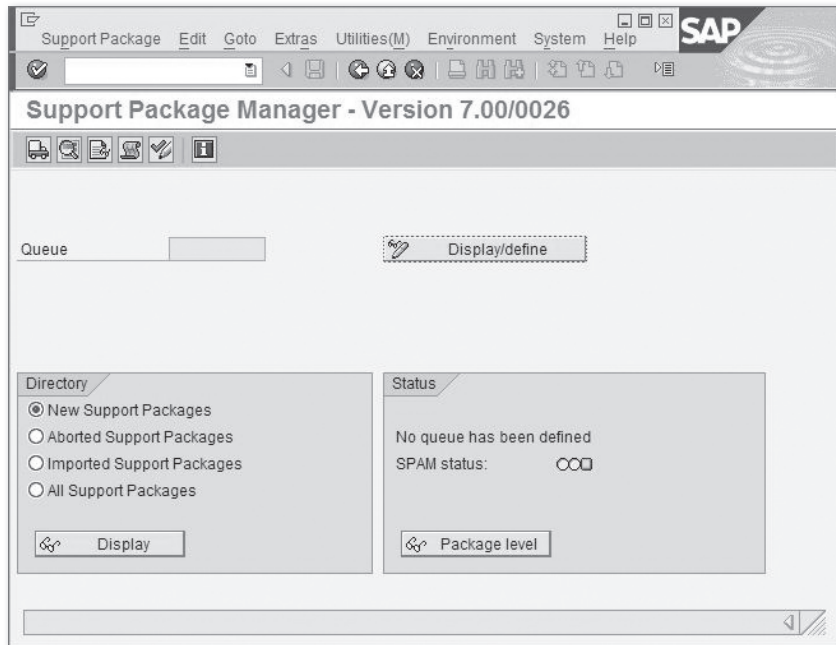 Support Package Edit Goto Extras Utilities(M) Environment System Help
SAP
Support Package Manager - Version 7.00/0026
Queue
Display/define
Directory
New Support Packages
Aborted Support Packages
Imported Support Packages
All Support Packages
Display
Status
No queue has been defined
SPAM status:
Package level